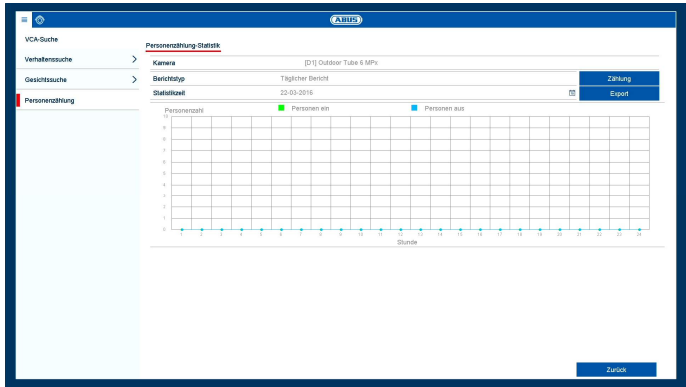 ABUS
VCA-Suche
Personenzählung-Statistik
Verhaltenssuche
Kamera [D1] Outdoor Tube 6 MPx
Gesichtssuche
Berichtstyp Täglicher Bericht Zählung
Statistikzeit 22-03-2016 Export
Personenzählung
Personenzahl Personen ein Personen aus
10
9
8
7
6
5
4
3
2
1
0
1 2 3 4 5 6 7 8 9 10 11 12 13 14 15 16 17 18 19 20 21 22 23 24
Stunde
Zurück